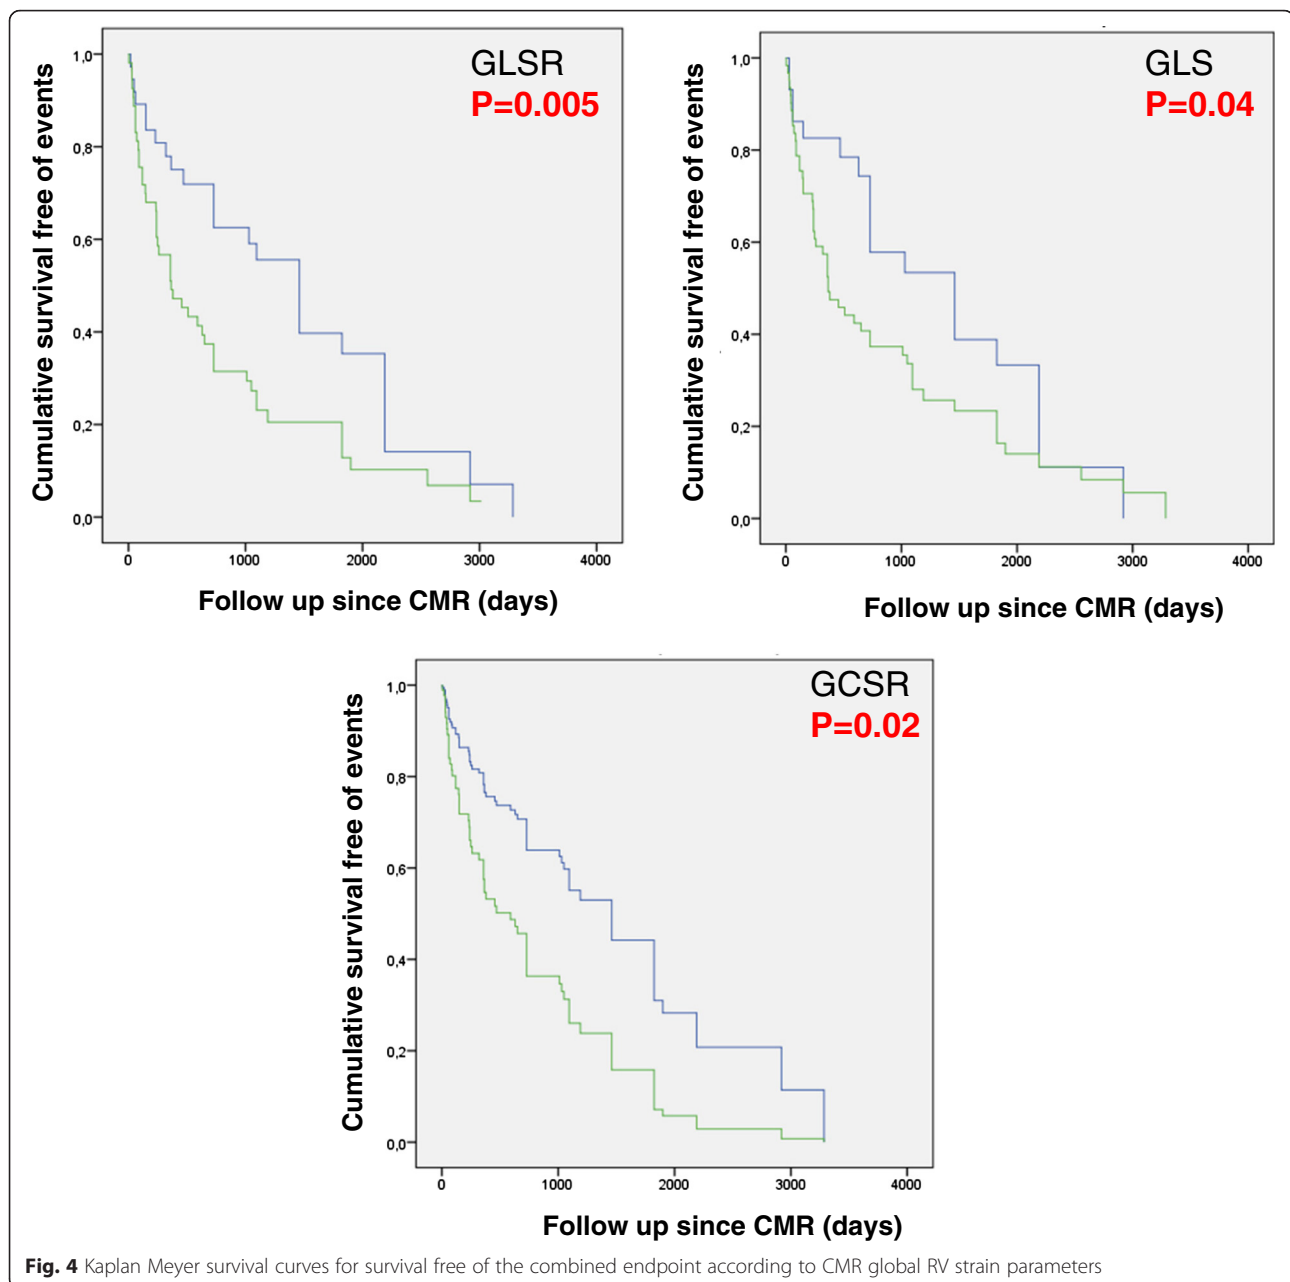 GLSR
P=0.005
Cumulative survival free of events
1,0
0,8
0,6
0,4
0,2
0,0
0 1000 2000 3000 4000
Follow up since CMR (days)
GLS
P=0.04
Cumulative survival free of events
1,0
0,8
0,6
0,4
0,2
0,0
0 1000 2000 3000 4000
Follow up since CMR (days)
GCSR
P=0.02
Cumulative survival free of events
1,0
0,8
0,6
0,4
0,2
0,0
0 1000 2000 3000 4000
Follow up since CMR (days)
Fig. 4 Kaplan Meyer survival curves for survival free of the combined endpoint according to CMR global RV strain parameters